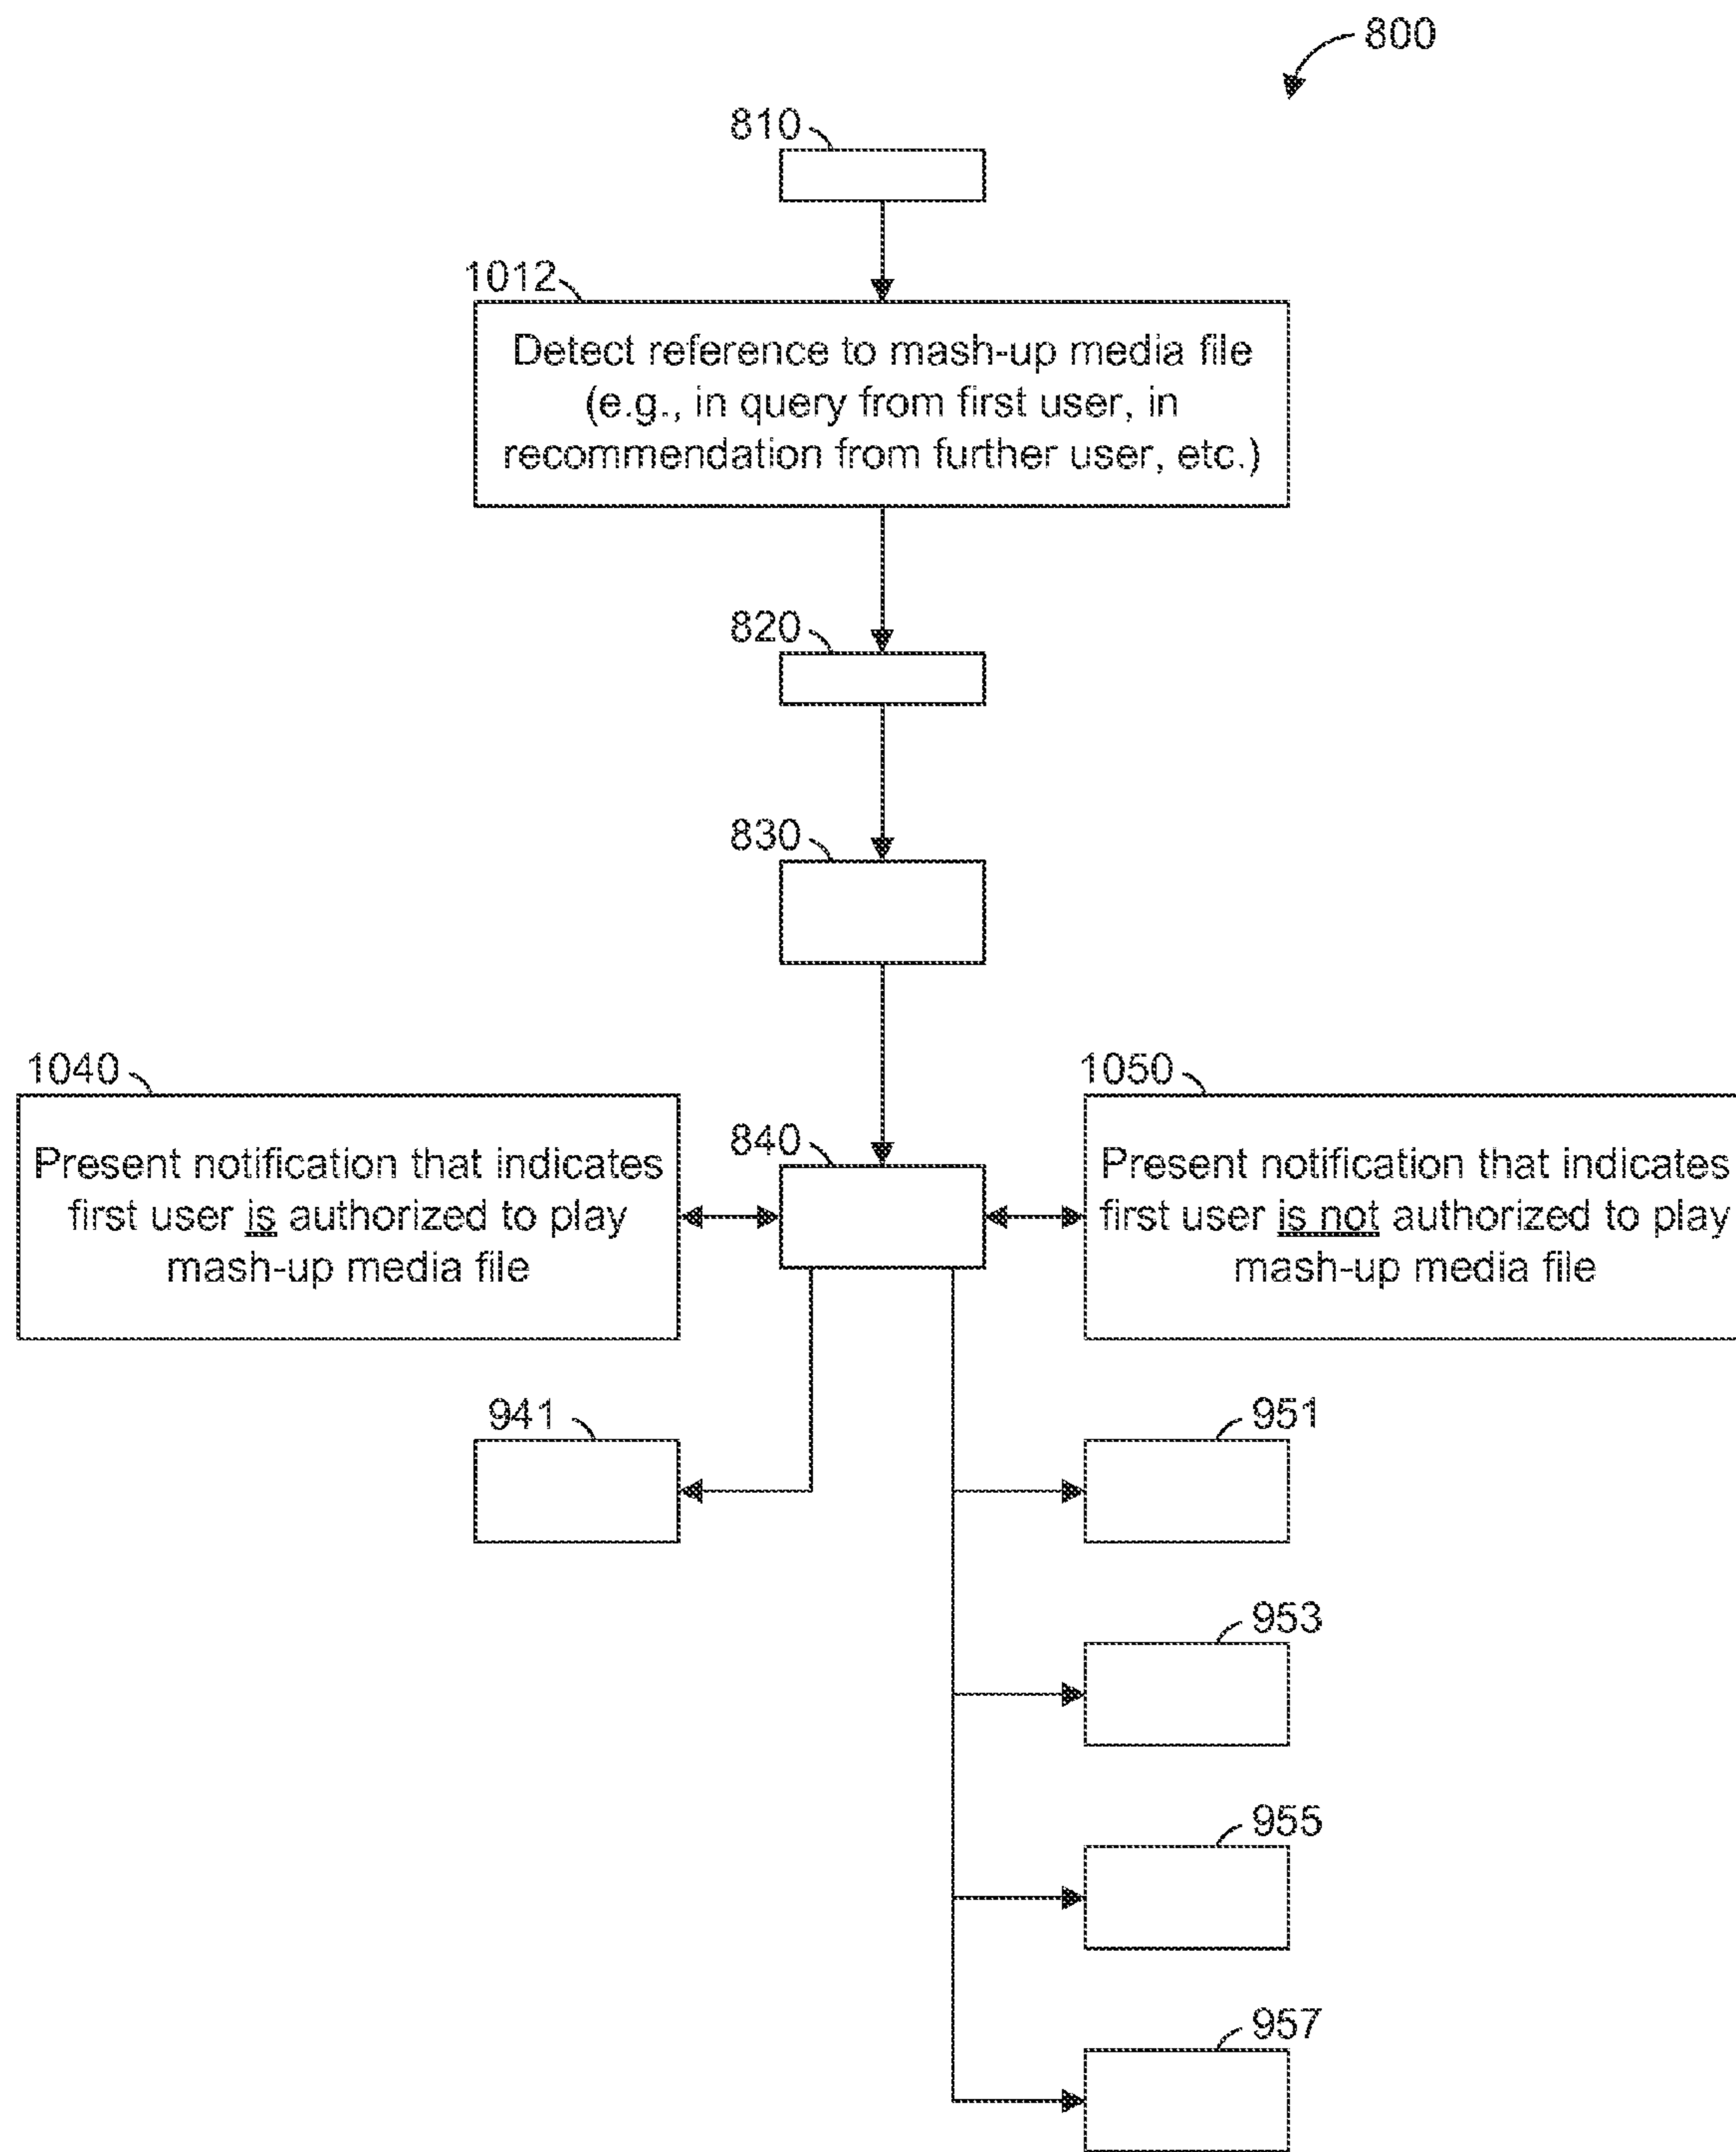 800
810
1012
Detect reference to mash-up media file
(e.g., in query from first user, in
recommendation from further user, etc.)
820
830
1040
Present notification that indicates
first user is authorized to play
mash-up media file
840
1050
Present notification that indicates
first user is not authorized to play
mash-up media file
941
951
953
955
957